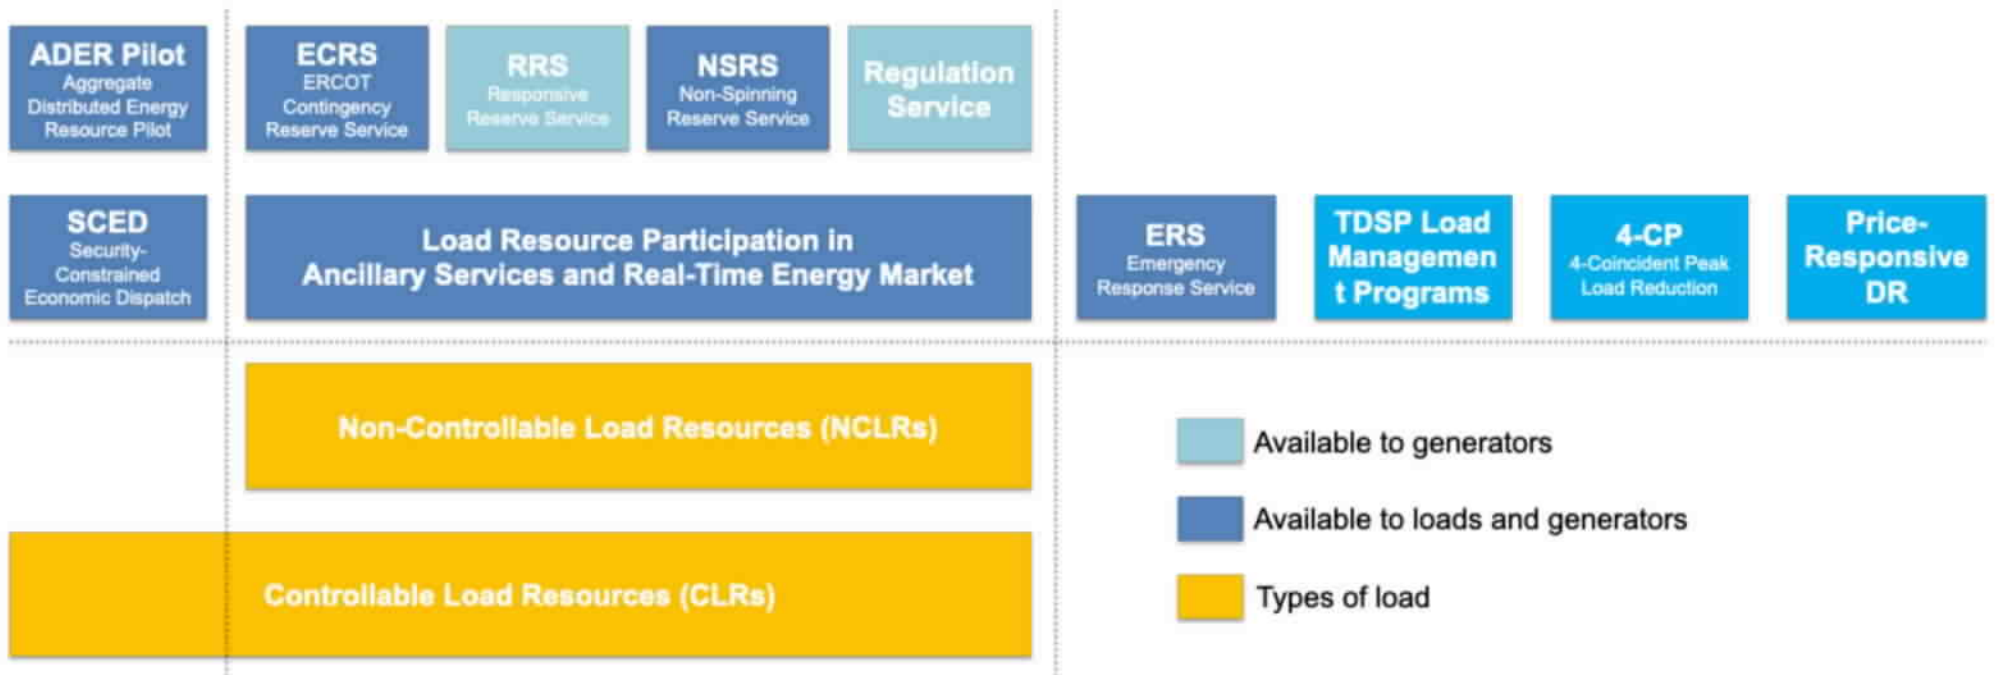 ADER Pilot
Aggregate
Distributed Energy
Resource Pilot
ECRS
ERCOT
Contingency
Reserve Service
RRS
Responsive
Reserve Service
NSRS
Non-Spinning
Reserve Service
Regulation
Service
SCED
Security-
Constrained
Economic Dispatch
Load Resource Participation in
Ancillary Services and Real-Time Energy Market
ERS
Emergency
Response Service
TDSP Load
Managemen
t Programs
4-CP
4-Coincident Peak
Load Reduction
Price-
Responsive
DR
Non-Controllable Load Resources (NCLRs)
Controllable Load Resources (CLRs)
Available to generators
Available to loads and generators
Types of load